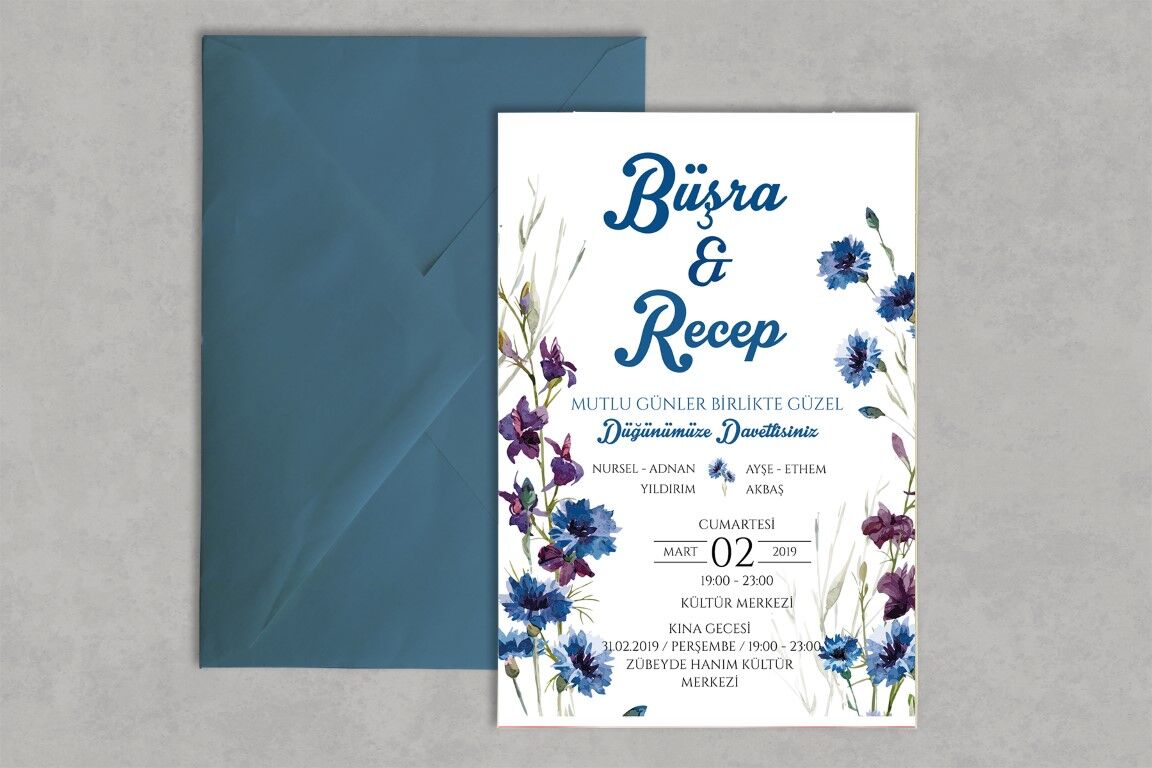 Büşra
&
Recep
MUTLU GÜNLER BİRLİKTE GÜZEL
Düğünümüze Davetlisiniz
NURSEL - ADNAN AYŞE - ETHEM
YILDIRIM AKBAŞ
CUMARTESİ
MART 02 2019
19:00 - 23:00
KÜLTÜR MERKEZİ
KINA GECESİ
31.02.2019 / PERŞEMBE / 19:00 - 23:00
ZÜBEYDE HANIM KÜLTÜR
MERKEZİ